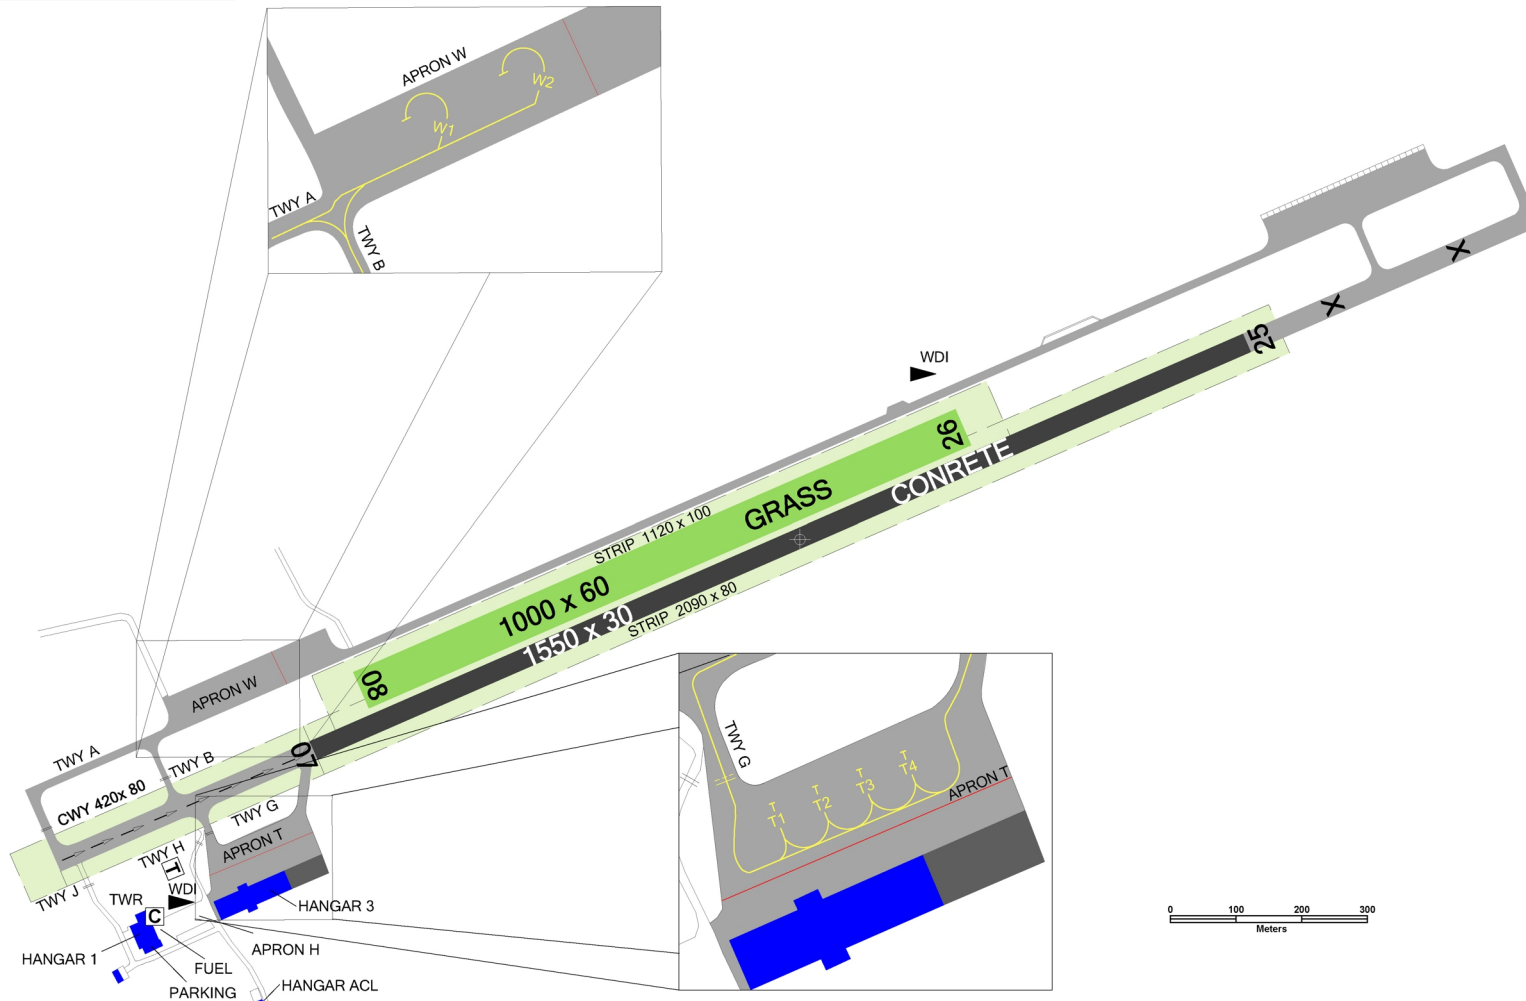 APRON W
W2
W1
TWY A
TWY B
X
X
25
WDI
26
CONRETE
GRASS
STRIP 1120 x 100
1000 x 60
STRIP 2090 x 80
1550 x 30
08
APRON W
07
TWY A
TWY B
CWY 420x 80
TWY G
TWY H
APRON T
T
TWY J
TWR
WDI
C
HANGAR 3
HANGAR 1
APRON H
FUEL
PARKING
HANGAR ACL
TWY G
T
T4
T
T3
T
T2
T
T1
APRON T
0 100 200 300
Meters